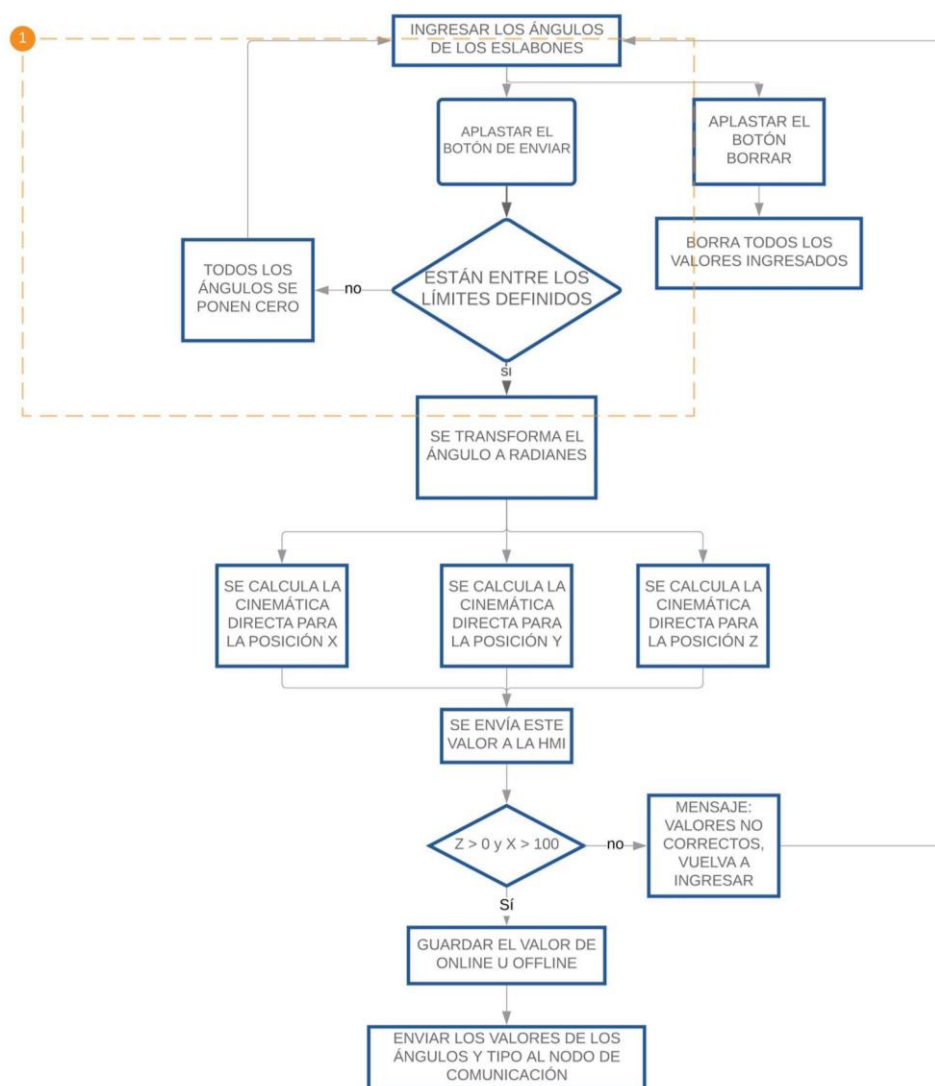 1
INGRESAR LOS ÁNGULOS
DE LOS ESLABONES
APLASTAR EL
BOTÓN DE ENVIAR
APLASTAR EL
BOTÓN
BORRAR
BORRA TODOS LOS
VALORES INGRESADOS
TODOS LOS
ÁNGULOS SE
PONEN CERO
no
ESTÁN ENTRE LOS
LÍMITES DEFINIDOS
sí
SE TRANSFORMA EL
ÁNGULO A RADIANES
SE CALCULA LA
CINEMÁTICA
DIRECTA PARA
LA POSICIÓN X
SE CALCULA LA
CINEMÁTICA
DIRECTA PARA
LA POSICIÓN Y
SE CALCULA LA
CINEMÁTICA
DIRECTA PARA
LA POSICIÓN Z
SE ENVÍA ESTE
VALOR A LA HMI
Z > 0 y X > 100
no
MENSAJE:
VALORES NO
CORRECTOS,
VUELVA A
INGRESAR
Sí
GUARDAR EL VALOR DE
ONLINE U OFFLINE
ENVIAR LOS VALORES DE LOS
ÁNGULOS Y TIPO AL NODO DE
COMUNICACIÓN